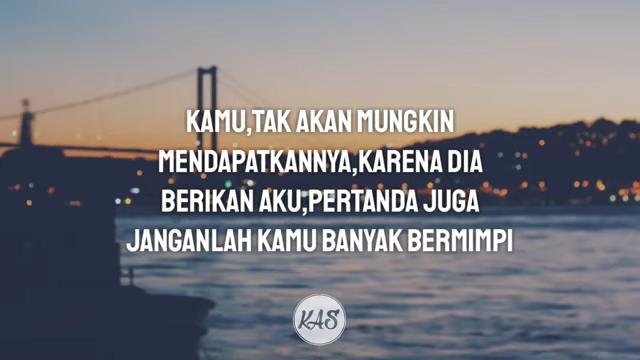 KAMU,TAK AKAN MUNGKIN
MENDAPATKANNYA,KARENA DIA
BERIKAN AKU,PERTANDA JUGA
JANGANLAH KAMU BANYAK BERMIMPI
KAS